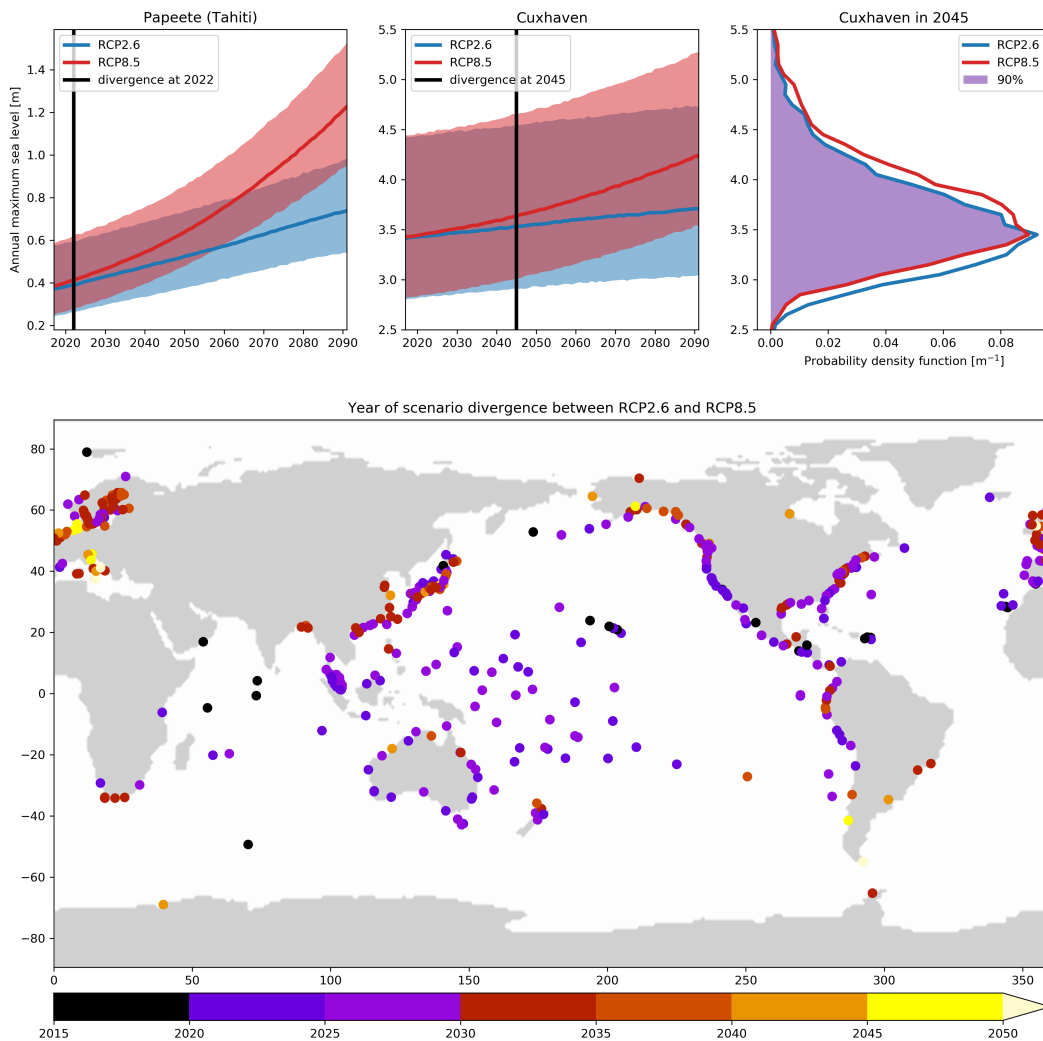 Papeete (Tahiti)
Cuxhaven
Cuxhaven in 2045
RCP2.6
RCP8.5
divergence at 2022
RCP2.6
RCP8.5
divergence at 2045
RCP2.6
RCP8.5
90%
Annual maximum sea level [m]
1.4
1.2
1.0
0.8
0.6
0.4
0.2
2020 2030 2040 2050 2060 2070 2080 2090
5.5
5.0
4.5
4.0
3.5
3.0
2.5
2020 2030 2040 2050 2060 2070 2080 2090
5.5
5.0
4.5
4.0
3.5
3.0
2.5
0.00 0.02 0.04 0.06 0.08
Probability density function [m⁻¹]
Year of scenario divergence between RCP2.6 and RCP8.5
80
60
40
20
0
−20
−40
−60
−80
0 50 100 150 200 250 300 350
2015 2020 2025 2030 2035 2040 2045 2050